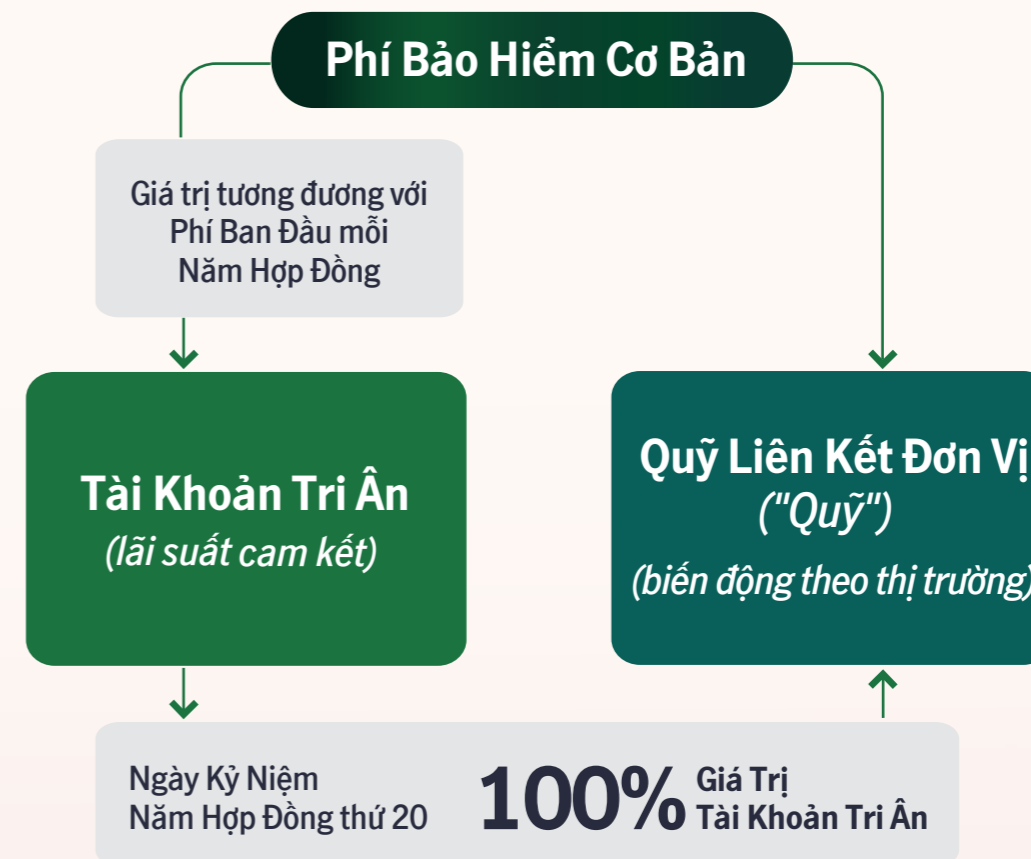 Phí Bảo Hiểm Cơ Bản
Giá trị tương đương với
Phí Ban Đầu mỗi
Năm Hợp Đồng
Tài Khoản Tri Ân
(lãi suất cam kết)
Quỹ Liên Kết Đơn Vị
("Quỹ")
(biến động theo thị trường)
Ngày Kỷ Niệm
Năm Hợp Đồng thứ 20
100%
Giá Trị
Tài Khoản Tri Ân